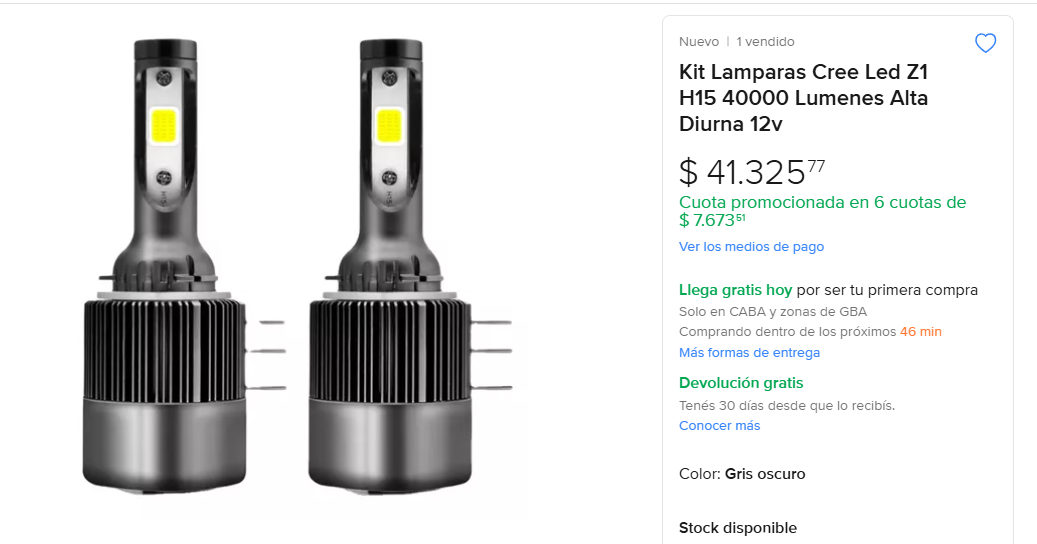 Nuevo | 1 vendido
Kit Lamparas Cree Led Z1
H15 40000 Lumenes Alta
Diurna 12v
$ 41.325 77
Cuota promocionada en 6 cuotas de
$ 7.673 51
Ver los medios de pago
Llega gratis hoy por ser tu primera compra
Solo en CABA y zonas de GBA
Comprando dentro de los próximos 46 min
Más formas de entrega
Devolución gratis
Tenés 30 días desde que lo recibís.
Conocer más
Color: Gris oscuro
Stock disponible